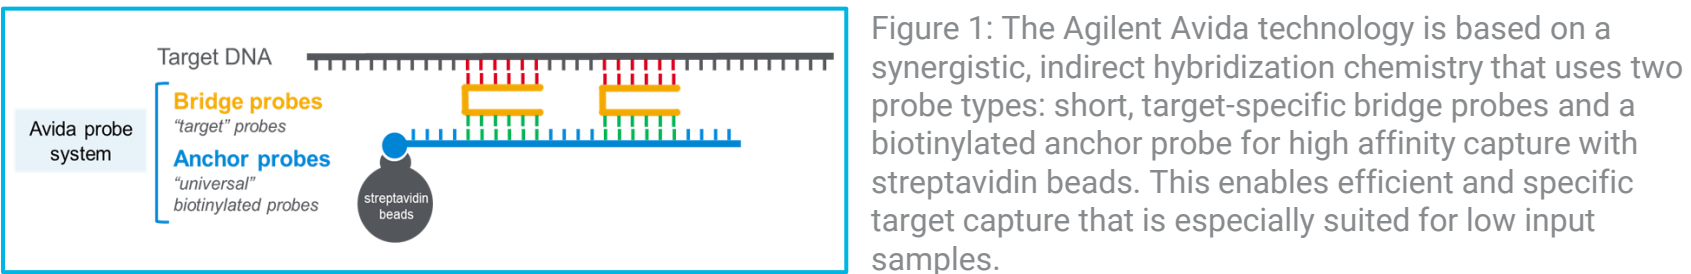 Target DNA
Bridge probes
“target” probes
Avida probe
system
Anchor probes
“universal”
biotinylated probes
streptavidin
beads
Figure 1: The Agilent Avida technology is based on a
synergistic, indirect hybridization chemistry that uses two
probe types: short, target-specific bridge probes and a
biotinylated anchor probe for high affinity capture with
streptavidin beads. This enables efficient and specific
target capture that is especially suited for low input
samples.